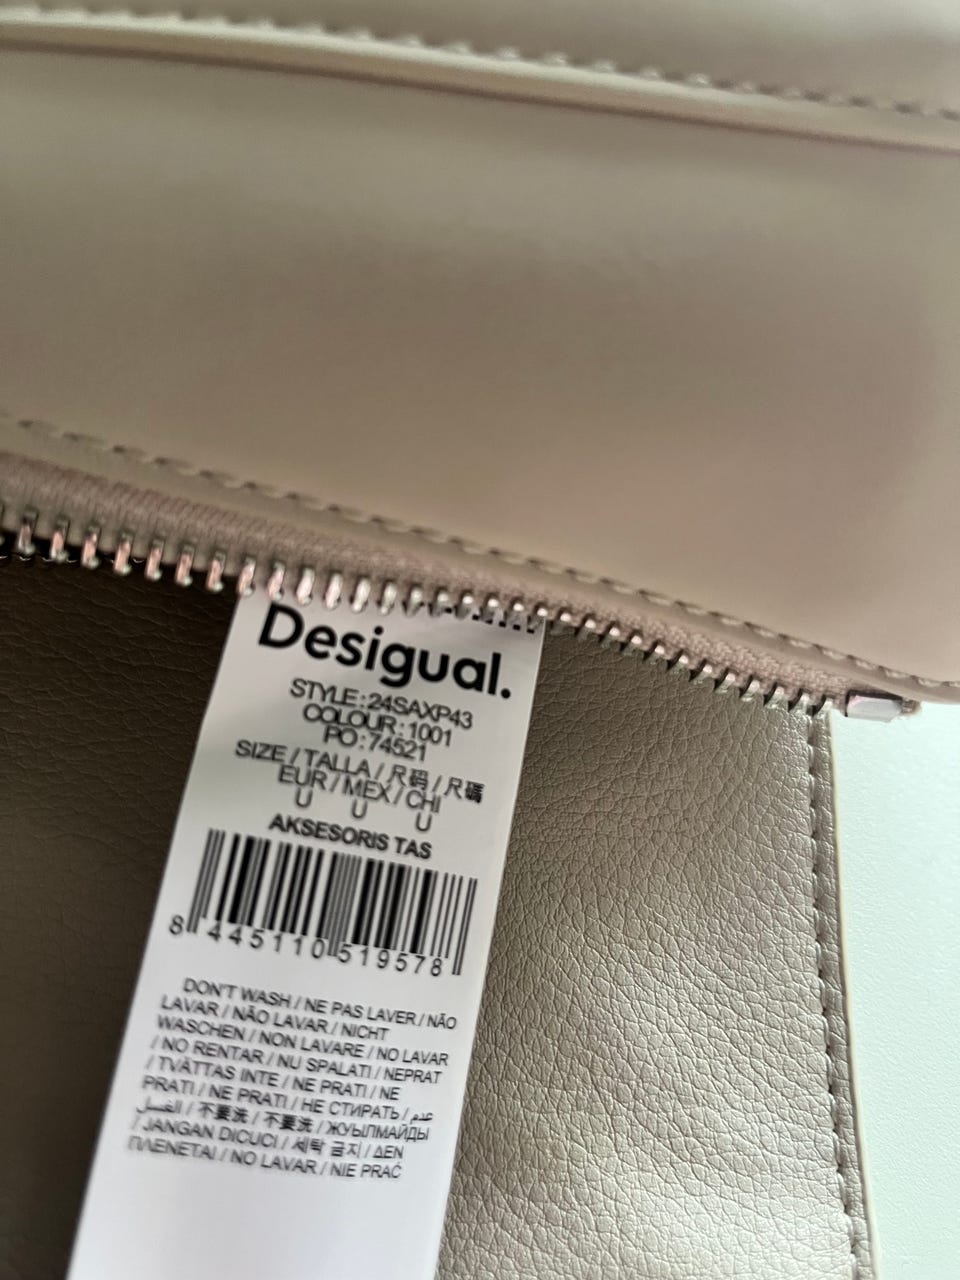 Desigual.
STYLE : 24SAXP43
COLOUR : 1001
PO : 74521
SIZE / TALLA / 尺码 / 尺碼
EUR / MEX / CHI
U U U
AKSESORIS TAS
8 445110 519578
DON'T WASH / NE PAS LAVER / NÃO
LAVAR / NÃO LAVAR / NICHT
WASCHEN / NON LAVARE / NO LAVAR
/ NO RENTAR / NU SPALATI / NEPRAT
/ TVÄTTAS INTE / NE PRATI / NE
PRATI / NE PRATI / НЕ СТИРАТЬ / عدم
الغسل / 不要洗 / 不要洗 / ЖУЫЛМАЙДЫ
/ JANGAN DICUCI / 세탁 금지 / ΔΕΝ
ΠΛΕΝΕΤΑΙ / NO LAVAR / NIE PRAĆ